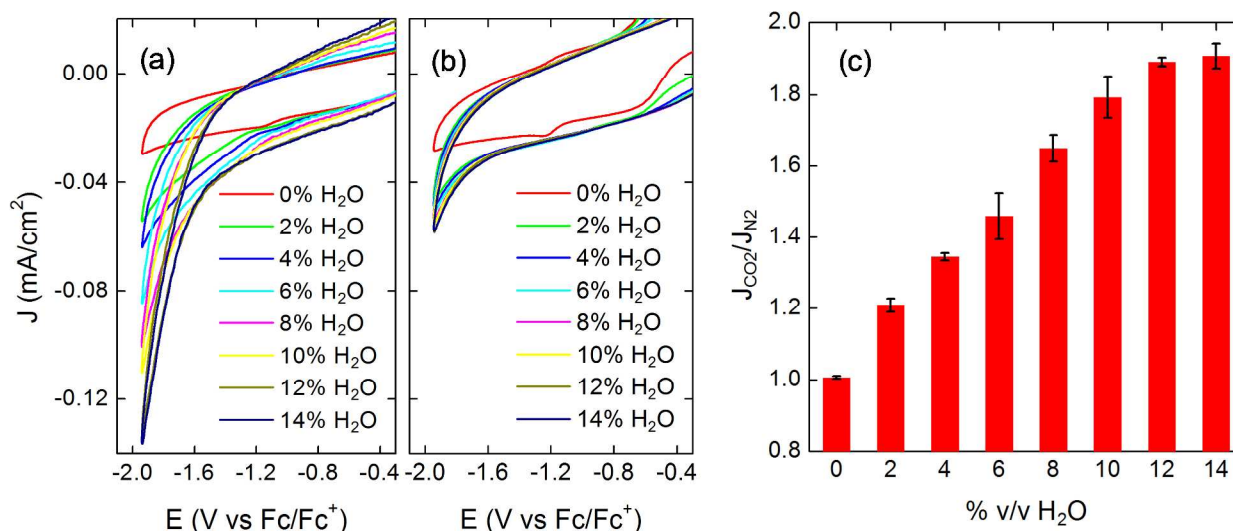 (a)
0.00
-0.04
-0.08
-0.12
J (mA/cm²)
0% H₂O
2% H₂O
4% H₂O
6% H₂O
8% H₂O
10% H₂O
12% H₂O
14% H₂O
-2.0 -1.6 -1.2 -0.8 -0.4
E (V vs Fc/Fc⁺)
(b)
0% H₂O
2% H₂O
4% H₂O
6% H₂O
8% H₂O
10% H₂O
12% H₂O
14% H₂O
-2.0 -1.6 -1.2 -0.8 -0.4
E (V vs Fc/Fc⁺)
(c)
2.0
1.8
1.6
1.4
1.2
1.0
0.8
J_CO2/J_N2
0 2 4 6 8 10 12 14
% v/v H₂O